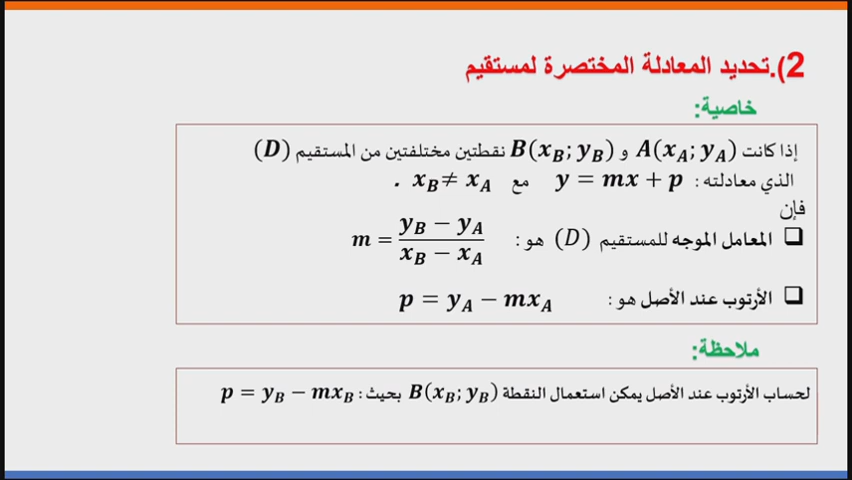 2).تحديد المعادلة المختصرة لمستقيم
خاصية:
إذا كانت A(x_A; y_A) و B(x_B; y_B) نقطتين مختلفتين من المستقيم (D)
الذي معادلته : y = mx + p مع x_B ≠ x_A .
فإن
❑ المعامل الموجه للمستقيم (D) هو : m = (y_B − y_A)/(x_B − x_A)
❑ الأرتوب عند الأصل هو : p = y_A − mx_A
ملاحظة:
لحساب الأرتوب عند الأصل يمكن استعمال النقطة B(x_B; y_B) بحيث : p = y_B − mx_B